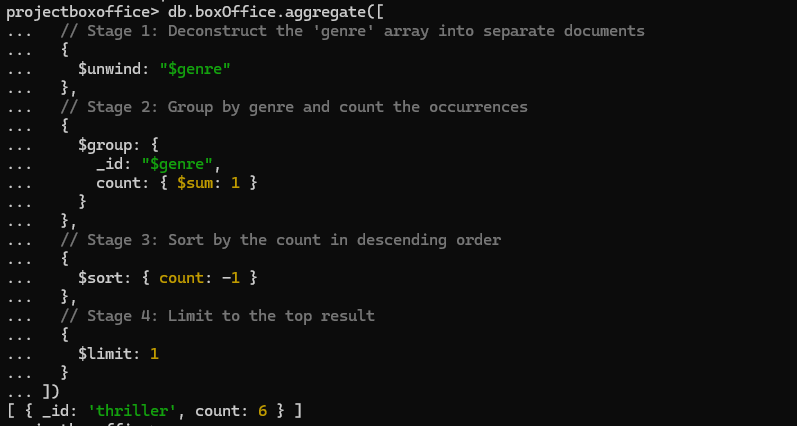 projectboxoffice> db.boxOffice.aggregate([
...   // Stage 1: Deconstruct the 'genre' array into separate documents
...   {
...     $unwind: "$genre"
...   },
...   // Stage 2: Group by genre and count the occurrences
...   {
...     $group: {
...       _id: "$genre",
...       count: { $sum: 1 }
...     }
...   },
...   // Stage 3: Sort by the count in descending order
...   {
...     $sort: { count: -1 }
...   },
...   // Stage 4: Limit to the top result
...   {
...     $limit: 1
...   }
... ])
[ { _id: 'thriller', count: 6 } ]